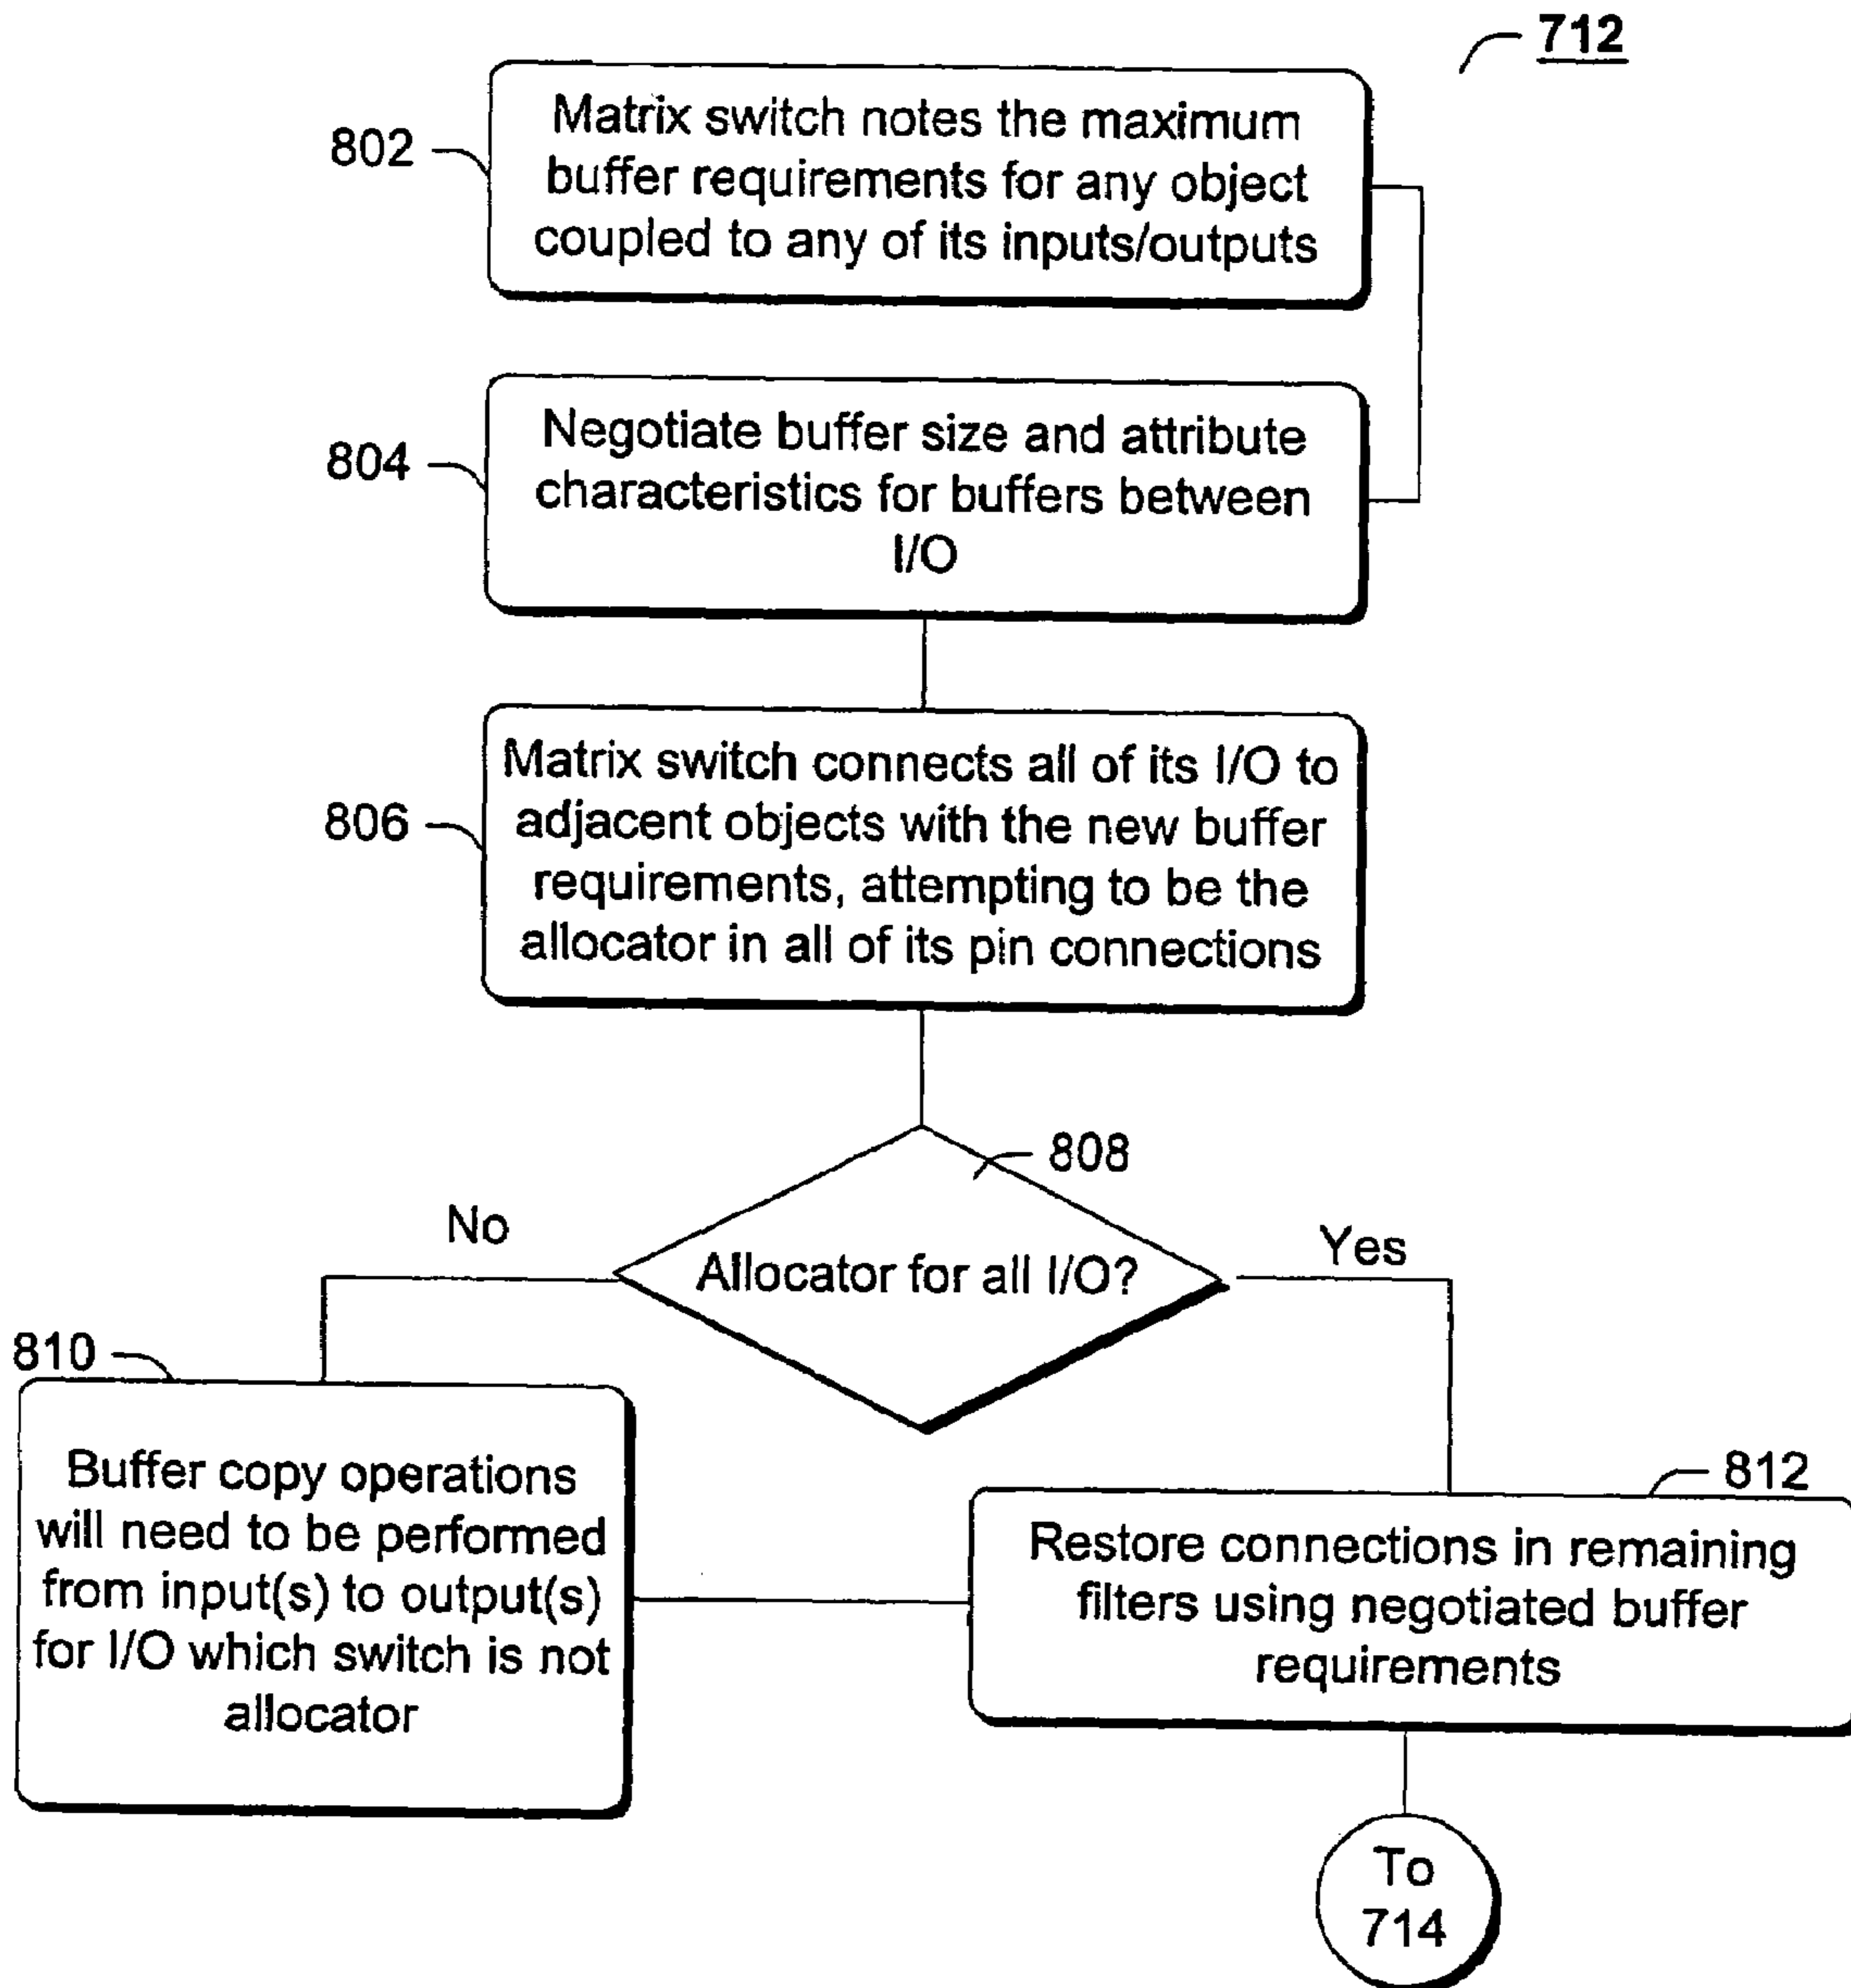 712
802
Matrix switch notes the maximum
buffer requirements for any object
coupled to any of its inputs/outputs
804
Negotiate buffer size and attribute
characteristics for buffers between
I/O
806
Matrix switch connects all of its I/O to
adjacent objects with the new buffer
requirements, attempting to be the
allocator in all of its pin connections
808
No
Allocator for all I/O?
Yes
810
Buffer copy operations
will need to be performed
from input(s) to output(s)
for I/O which switch is not
allocator
812
Restore connections in remaining
filters using negotiated buffer
requirements
To
714